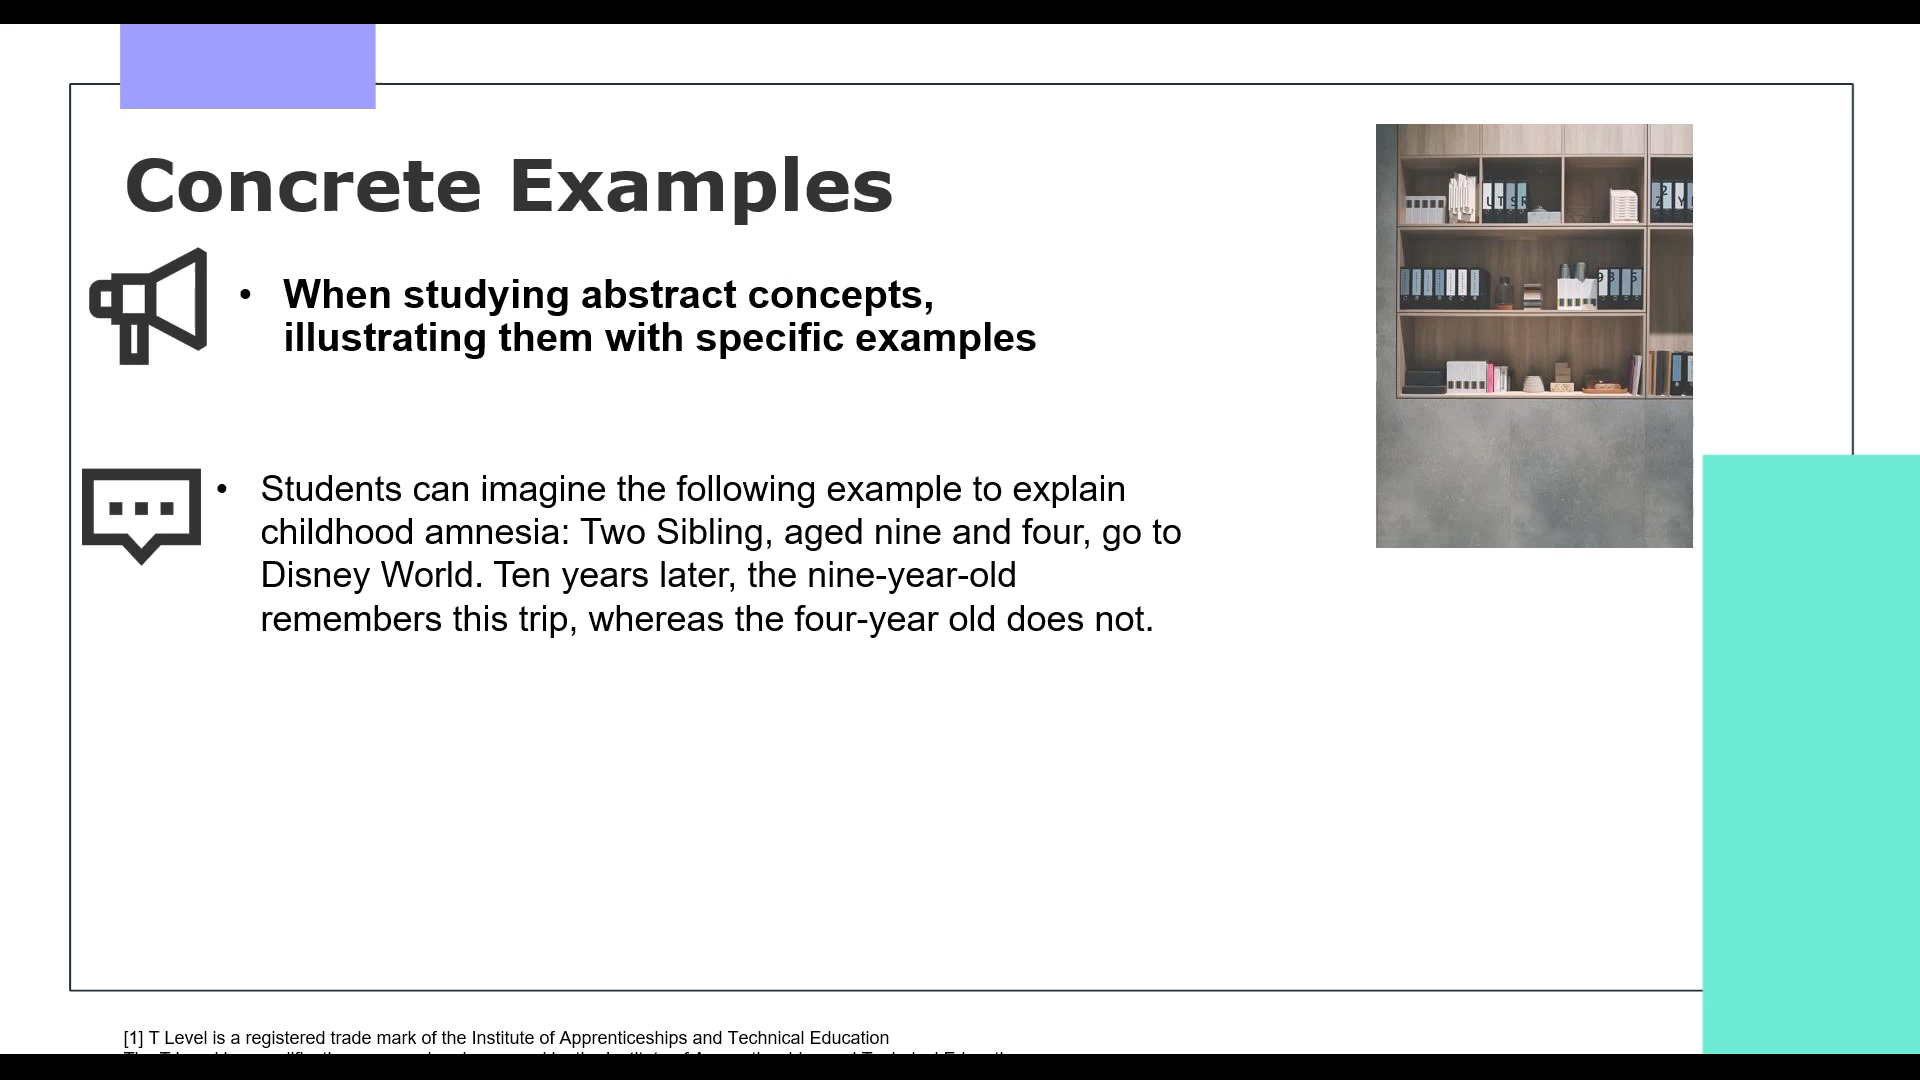 Concrete Examples
• When studying abstract concepts,
illustrating them with specific examples
• Students can imagine the following example to explain
childhood amnesia: Two Sibling, aged nine and four, go to
Disney World. Ten years later, the nine-year-old
remembers this trip, whereas the four-year old does not.
[1] T Level is a registered trade mark of the Institute of Apprenticeships and Technical Education